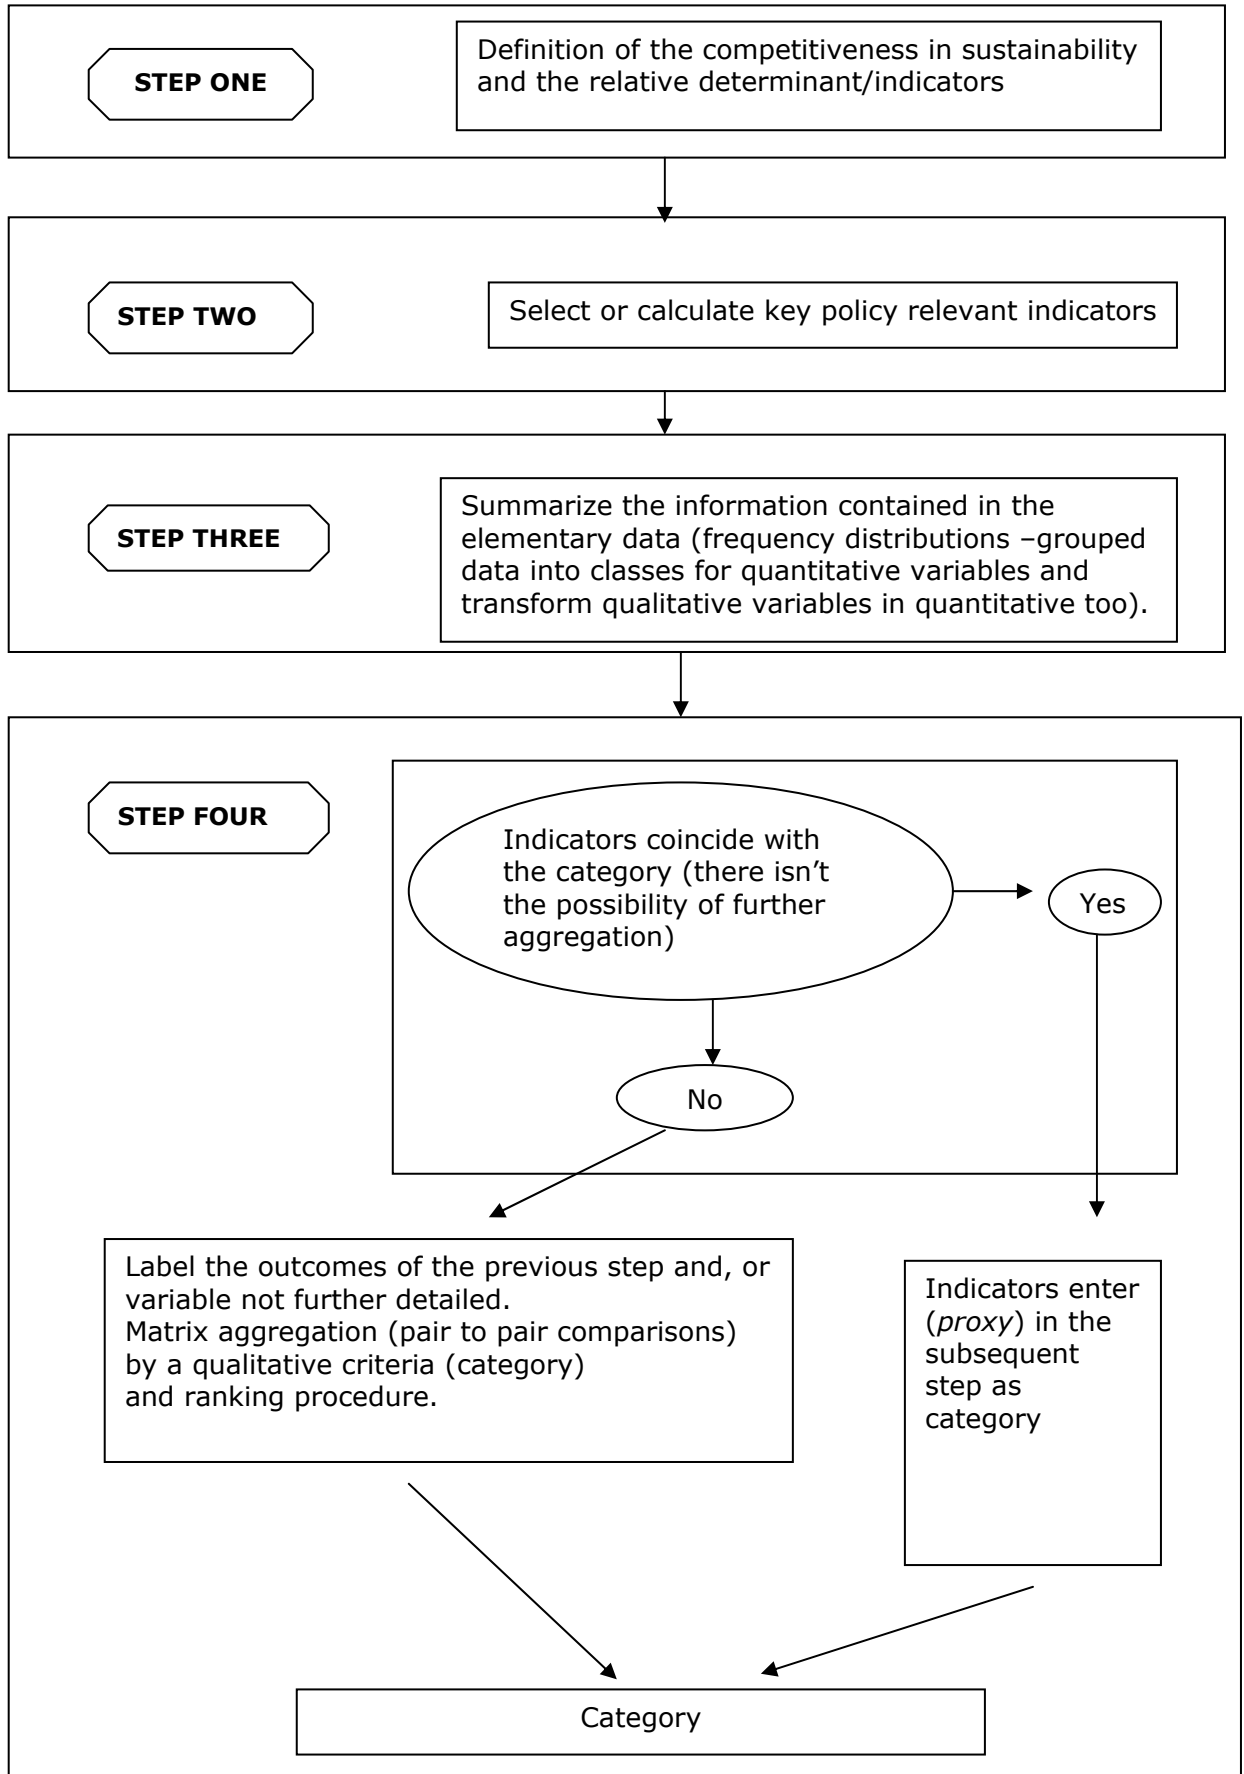 STEP ONE
Definition of the competitiveness in sustainability
and the relative determinant/indicators
STEP TWO
Select or calculate key policy relevant indicators
STEP THREE
Summarize the information contained in the
elementary data (frequency distributions –grouped
data into classes for quantitative variables and
transform qualitative variables in quantitative too).
STEP FOUR
Indicators coincide with
the category (there isn’t
the possibility of further
aggregation)
Yes
No
Label the outcomes of the previous step and, or
variable not further detailed.
Matrix aggregation (pair to pair comparisons)
by a qualitative criteria (category)
and ranking procedure.
Indicators enter
(proxy) in the
subsequent
step as
category
Category